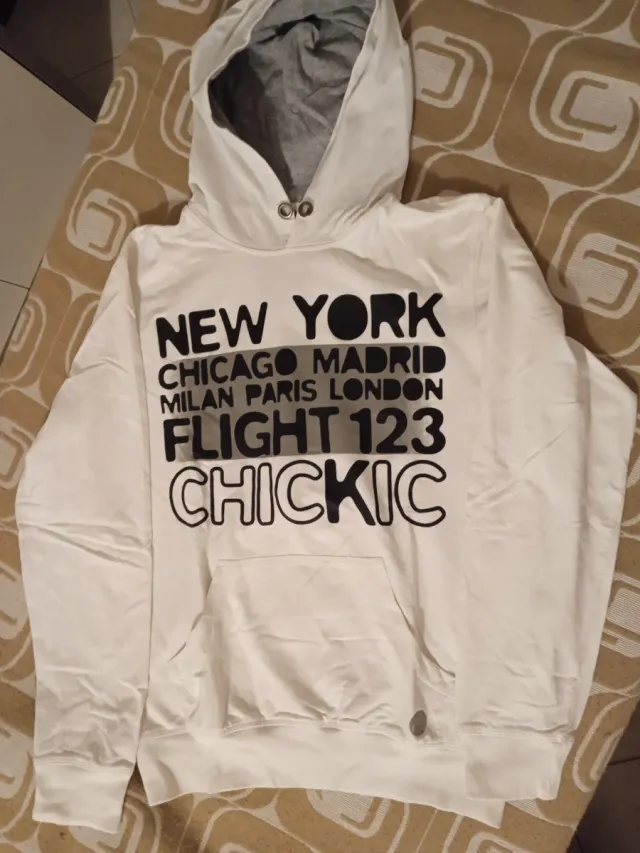 NEW YORK
CHICAGO MADRID
MILAN PARIS LONDON
FLIGHT 123
CHICKIC